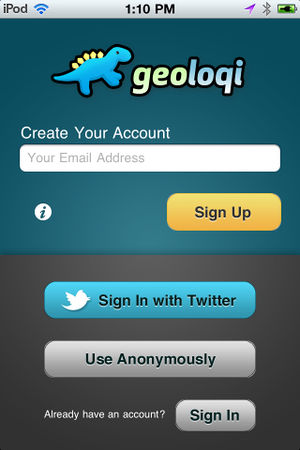 iPod 1:10 PM
geoloqi
Create Your Account
Your Email Address
i
Sign Up
Sign In with Twitter
Use Anonymously
Already have an account? Sign In